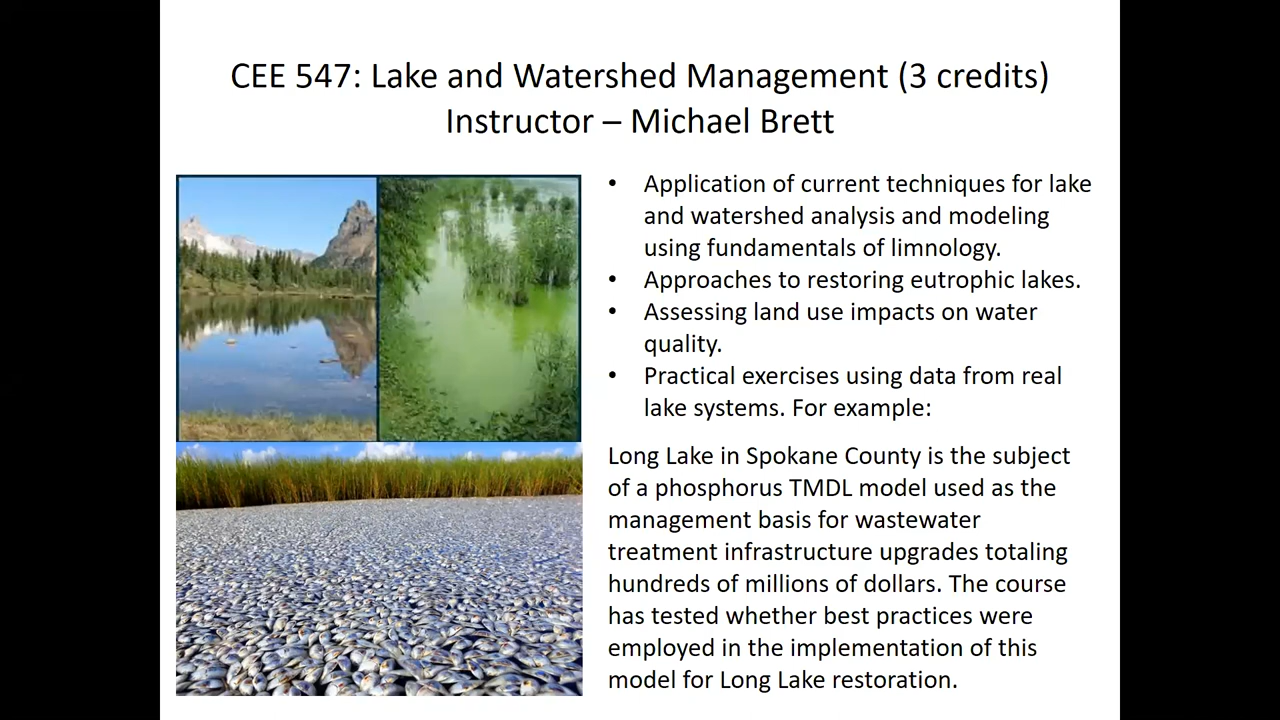 CEE 547: Lake and Watershed Management (3 credits)
Instructor – Michael Brett
• Application of current techniques for lake
and watershed analysis and modeling
using fundamentals of limnology.
• Approaches to restoring eutrophic lakes.
• Assessing land use impacts on water
quality.
• Practical exercises using data from real
lake systems. For example:
Long Lake in Spokane County is the subject
of a phosphorus TMDL model used as the
management basis for wastewater
treatment infrastructure upgrades totaling
hundreds of millions of dollars. The course
has tested whether best practices were
employed in the implementation of this
model for Long Lake restoration.